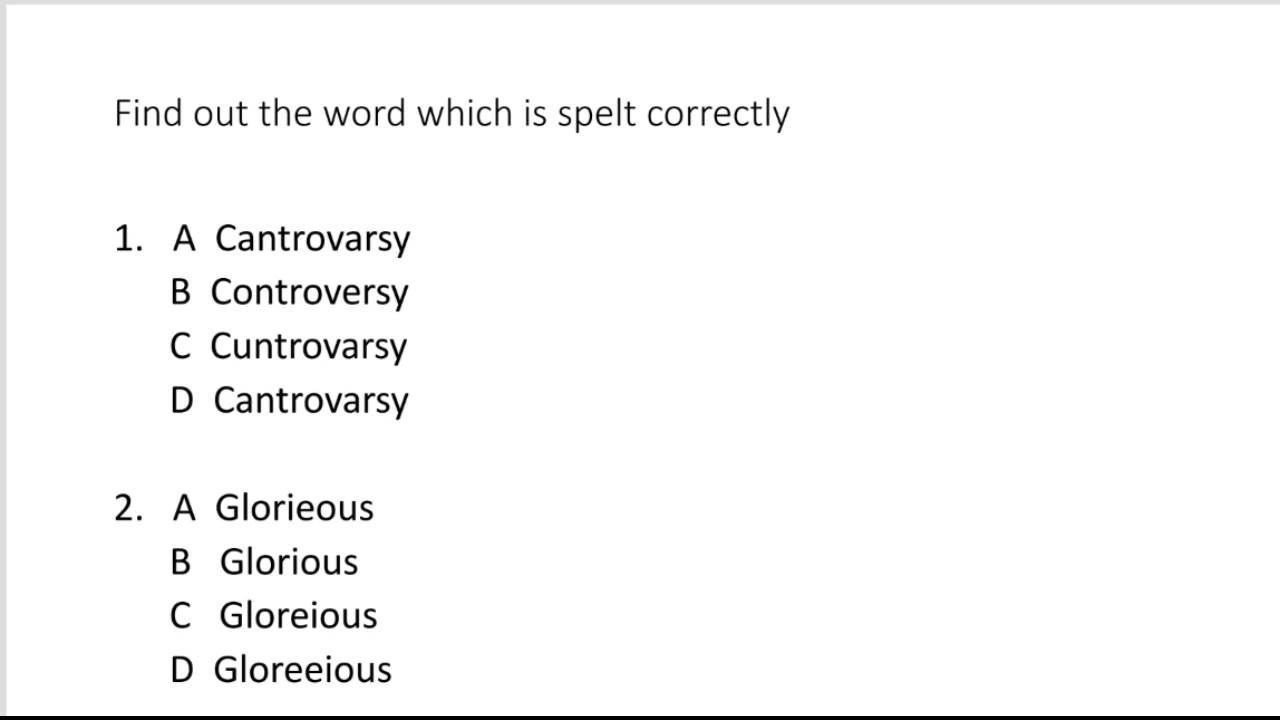 Find out the word which is spelt correctly
1. A Cantrovarsy
B Controversy
C Cuntrovarsy
D Cantrovarsy
2. A Glorieous
B Glorious
C Gloreious
D Gloreeious